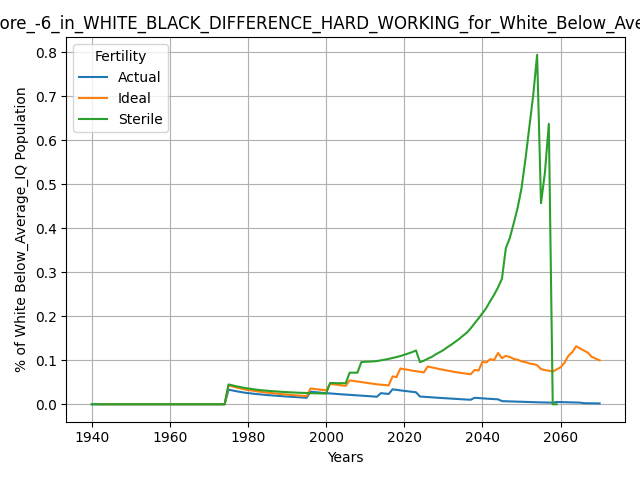 ore_-6_in_WHITE_BLACK_DIFFERENCE_HARD_WORKING_for_White_Below_Ave
Fertility
Actual
Ideal
Sterile
% of White Below_Average_IQ Population
0.8
0.7
0.6
0.5
0.4
0.3
0.2
0.1
0.0
1940 1960 1980 2000 2020 2040 2060
Years